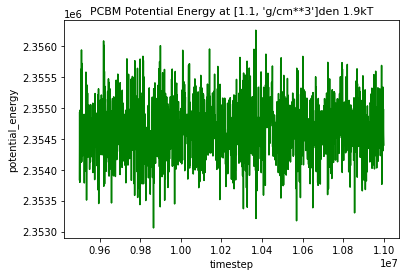 PCBM Potential Energy at [1.1, 'g/cm**3']den 1.9kT
1e6
2.3560
2.3555
2.3550
2.3545
2.3540
2.3535
2.3530
potential_energy
0.96 0.98 1.00 1.02 1.04 1.06 1.08 1.10
1e7
timestep